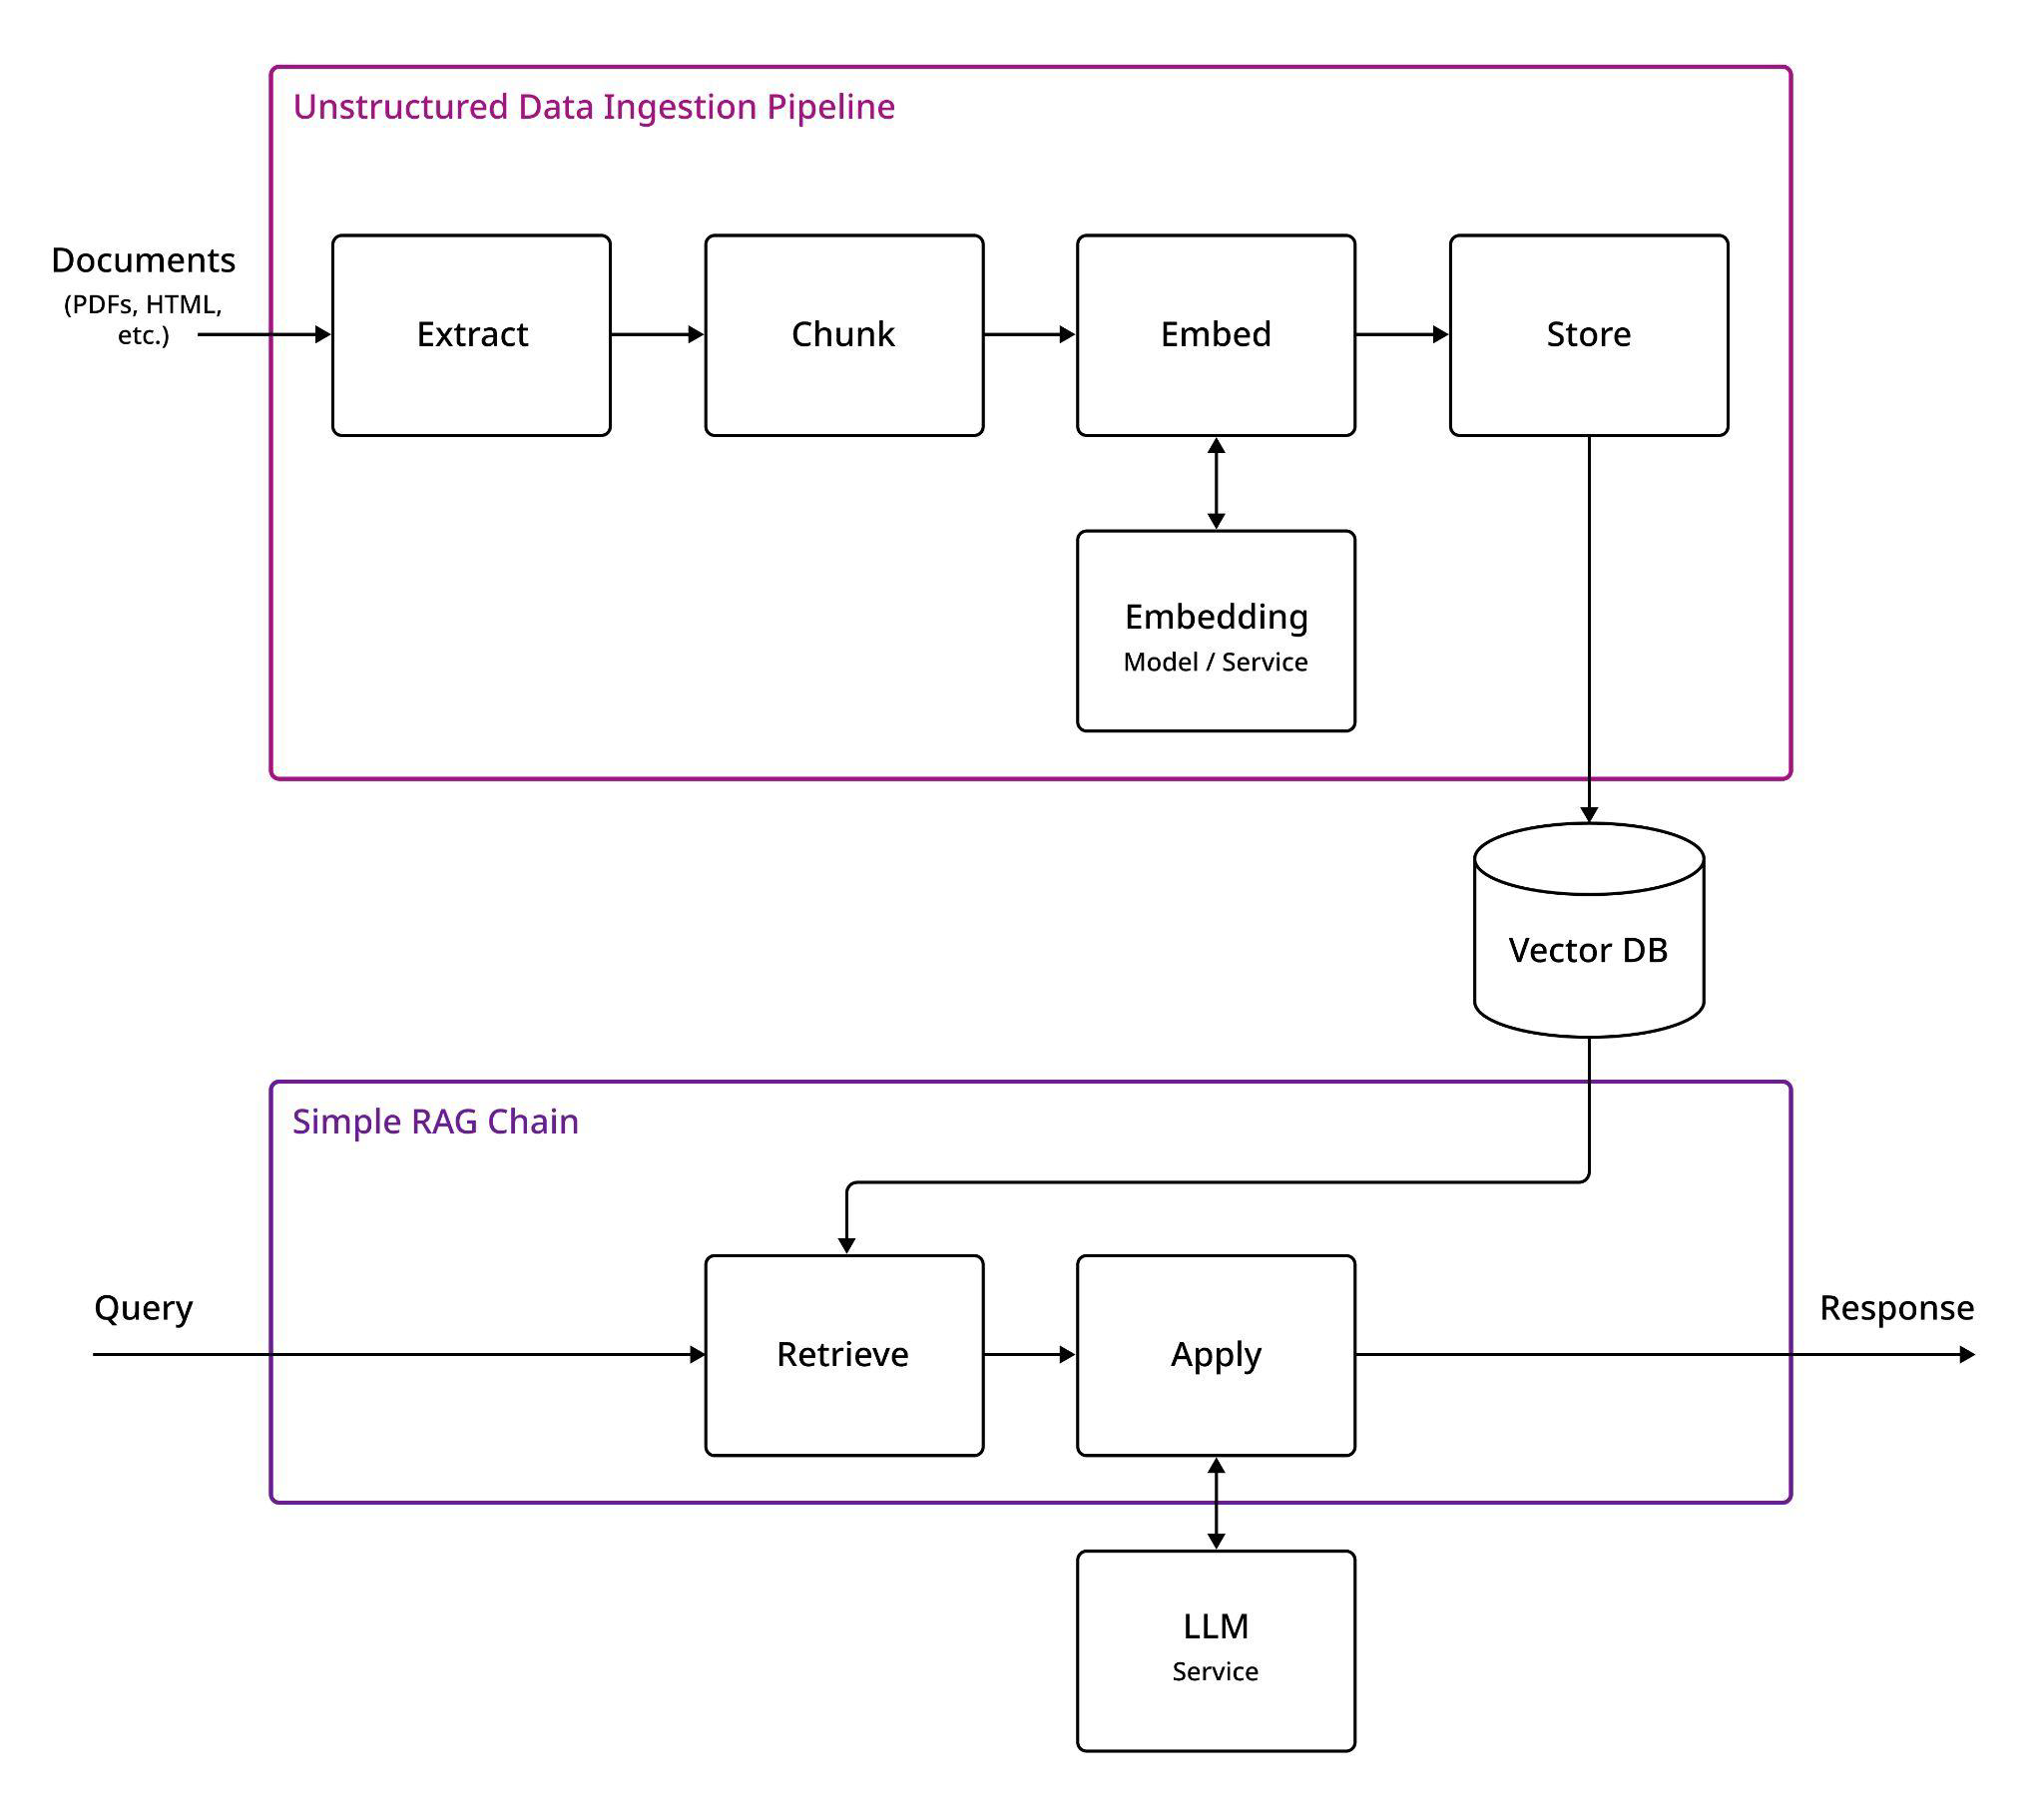 Unstructured Data Ingestion Pipeline
Documents
(PDFs, HTML,
etc.)
Extract
Chunk
Embed
Store
Embedding
Model / Service
Vector DB
Simple RAG Chain
Query
Retrieve
Apply
Response
LLM
Service